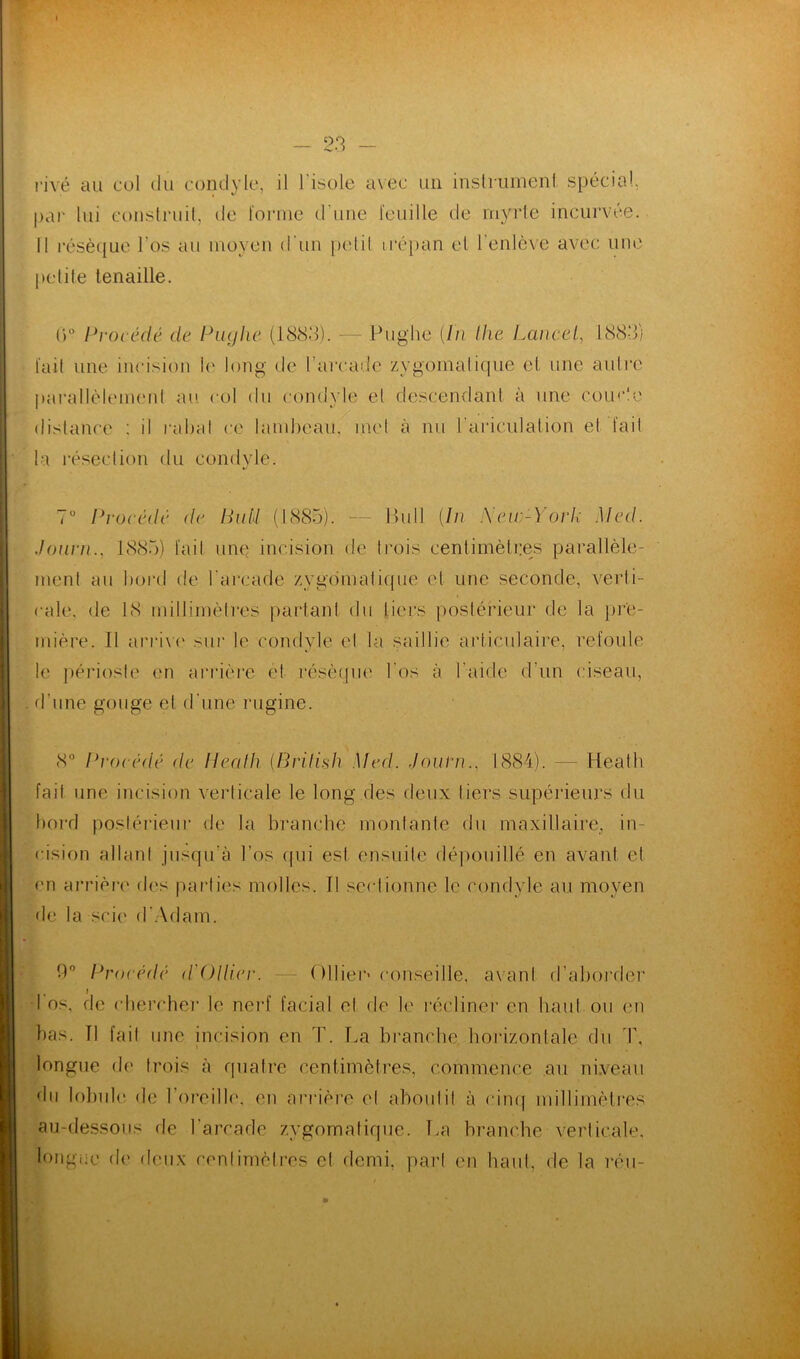 — 23 —
rivé au col du condyle, il l'isole avec un instrument spécial,
par lui construit, de forme d'une feuille de myrte incurvée.
Il résèque l'os au moyen d'un petit trépan et l'enlève avec une
petite tenaille.
6° Procédé de Pughe (1883). — Pughe (In the Lancet, 1883)
fait une incision le long de l'arcade zygomatique et une autre
parallèlement au col du condyle et descendant à une courte
distance ; il rabat ce lambeau, met à nu l'ariculation et fait
la résection du condyle.
7° Procédé de Bull (1885). — Bull (In New-York Med.
Journ., 1885) fait une incision de trois centimètres parallèle-
ment au bord de l'arcade zygomatique et une seconde, verti-
cale, de 18 millimètres partant du tiers postérieur de la pre-
mière. Il arrive sur le condyle et la saillie articulaire, refoule
le périoste en arrière et résèque l'os à l'aide d'un ciseau,
d'une gouge et d'une rugine.
8° Procédé de Heath (British Med. Journ., 1884). — Heath
fait une incision verticale le long des deux tiers supérieurs du
bord postérieur de la branche montante du maxillaire, in-
cision allant jusqu'à l'os qui est ensuite dépouillé en avant et
en arrière des parties molles. Il sectionne le condyle au moyen
de la scie d'Adam.
9° Procédé d'Ollier. — Ollier conseille, avant d'aborder
l'os, de chercher le nerf facial et de le récliner en haut ou en
bas. Il fait une incision en T. La branche horizontale du T,
longue de trois à quatre centimètres, commence au niveau
du lobule de l'oreille, en arrière et aboutit à cinq millimètres
au-dessous de l'arcade zygomatique. La branche verticale,
longue de deux centimètres et demi, part en haut, de la réu-